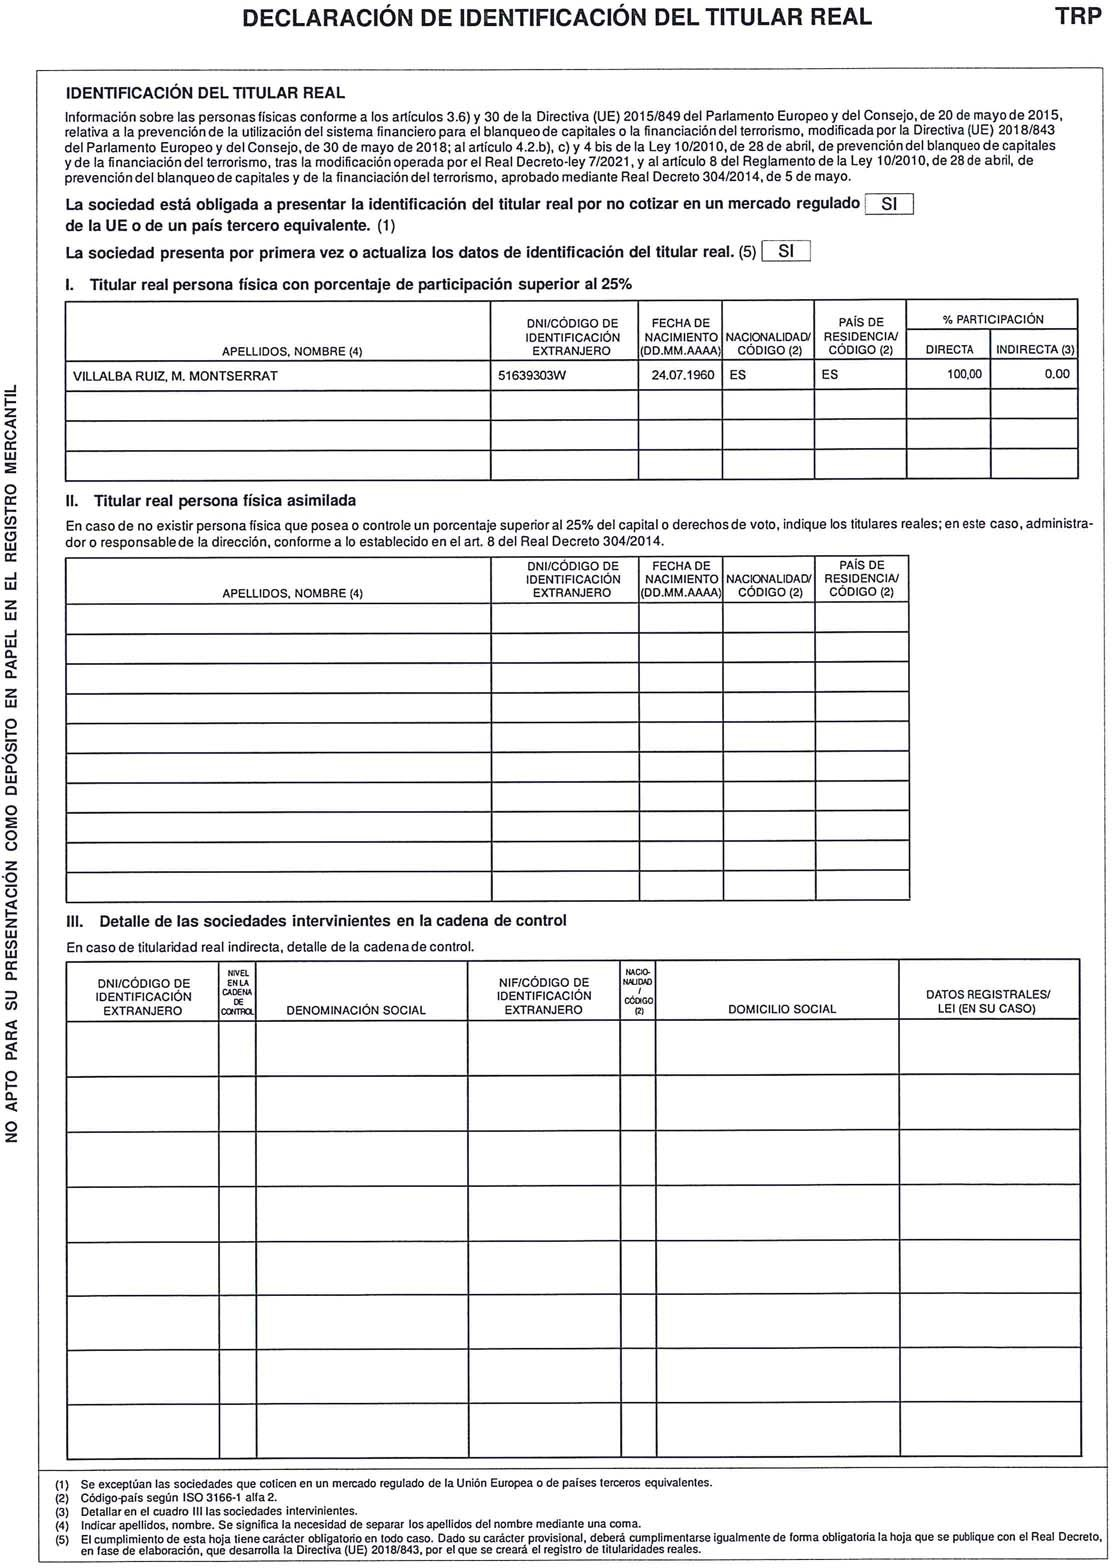 DECLARACIÓN DE IDENTIFICACIÓN DEL TITULAR REAL
TRP
IDENTIFICACIÓN DEL TITULAR REAL
Información sobre las personas físicas conforme a los artículos 3.6) y 30 de la Directiva (UE) 2015/849 del Parlamento Europeo y del Consejo, de 20 de mayo de 2015,
relativa a la prevención de la utilización del sistema financiero para el blanqueo de capitales o la financiación del terrorismo, modificada por la Directiva (UE) 2018/843
del Parlamento Europeo y del Consejo, de 30 de mayo de 2018; al artículo 4.2.b), c) y 4 bis de la Ley 10/2010, de 28 de abril, de prevención del blanqueo de capitales
y de la financiación del terrorismo, tras la modificación operada por el Real Decreto-ley 7/2021, y al artículo 8 del Reglamento de la Ley 10/2010, de 28 de abril, de
prevención del blanqueo de capitales y de la financiación del terrorismo, aprobado mediante Real Decreto 304/2014, de 5 de mayo.
La sociedad está obligada a presentar la identificación del titular real por no cotizar en un mercado regulado SI
de la UE o de un país tercero equivalente. (1)
La sociedad presenta por primera vez o actualiza los datos de identificación del titular real. (5) SI
I. Titular real persona física con porcentaje de participación superior al 25%
APELLIDOS, NOMBRE (4)
DNI/CÓDIGO DE
IDENTIFICACIÓN
EXTRANJERO
FECHA DE
NACIMIENTO
(DD.MM.AAAA)
NACIONALIDAD/
CÓDIGO (2)
PAÍS DE
RESIDENCIA/
CÓDIGO (2)
% PARTICIPACIÓN
DIRECTA
INDIRECTA (3)
VILLALBA RUIZ, M. MONTSERRAT 51639303W 24.07.1960 ES ES 100,00 0,00
II. Titular real persona física asimilada
En caso de no existir persona física que posea o controle un porcentaje superior al 25% del capital o derechos de voto, indique los titulares reales; en este caso, administra-
dor o responsable de la dirección, conforme a lo establecido en el art. 8 del Real Decreto 304/2014.
APELLIDOS, NOMBRE (4)
DNI/CÓDIGO DE
IDENTIFICACIÓN
EXTRANJERO
FECHA DE
NACIMIENTO
(DD.MM.AAAA)
NACIONALIDAD/
CÓDIGO (2)
PAÍS DE
RESIDENCIA/
CÓDIGO (2)
III. Detalle de las sociedades intervinientes en la cadena de control
En caso de titularidad real indirecta, detalle de la cadena de control.
DNI/CÓDIGO DE
IDENTIFICACIÓN
EXTRANJERO
NIVEL
EN LA
CADENA
DE
CONTROL
DENOMINACIÓN SOCIAL
NIF/CÓDIGO DE
IDENTIFICACIÓN
EXTRANJERO
NACIO-
NALIDAD
/
CÓDIGO
(2)
DOMICILIO SOCIAL
DATOS REGISTRALES/
LEI (EN SU CASO)
(1) Se exceptúan las sociedades que coticen en un mercado regulado de la Unión Europea o de países terceros equivalentes.
(2) Código-país según ISO 3166-1 alfa 2.
(3) Detallar en el cuadro III las sociedades intervinientes.
(4) Indicar apellidos, nombre. Se significa la necesidad de separar los apellidos del nombre mediante una coma.
(5) El cumplimiento de esta hoja tiene carácter obligatorio en todo caso. Dado su carácter provisional, deberá cumplimentarse igualmente de forma obligatoria la hoja que se publique con el Real Decreto,
en fase de elaboración, que desarrolla la Directiva (UE) 2018/843, por el que se creará el registro de titularidades reales.
NO APTO PARA SU PRESENTACIÓN COMO DEPÓSITO EN PAPEL EN EL REGISTRO MERCANTIL